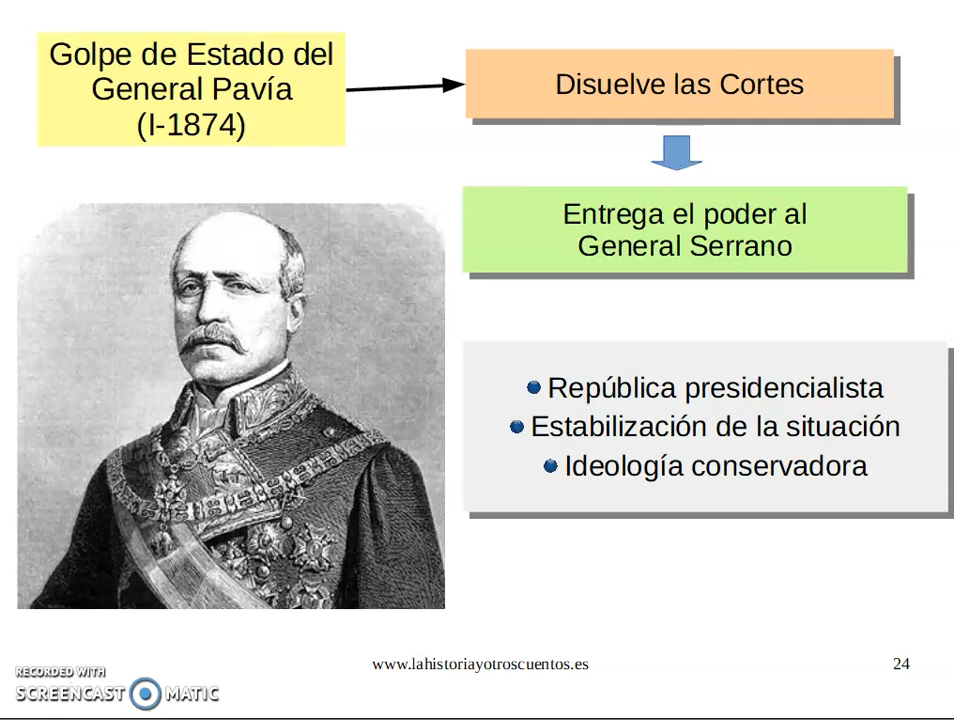 Golpe de Estado del
General Pavía
(I-1874)
Disuelve las Cortes
Entrega el poder al
General Serrano
República presidencialista
Estabilización de la situación
Ideología conservadora
RECORDED WITH
SCREENCAST MATIC
www.lahistoriayotroscuentos.es
24